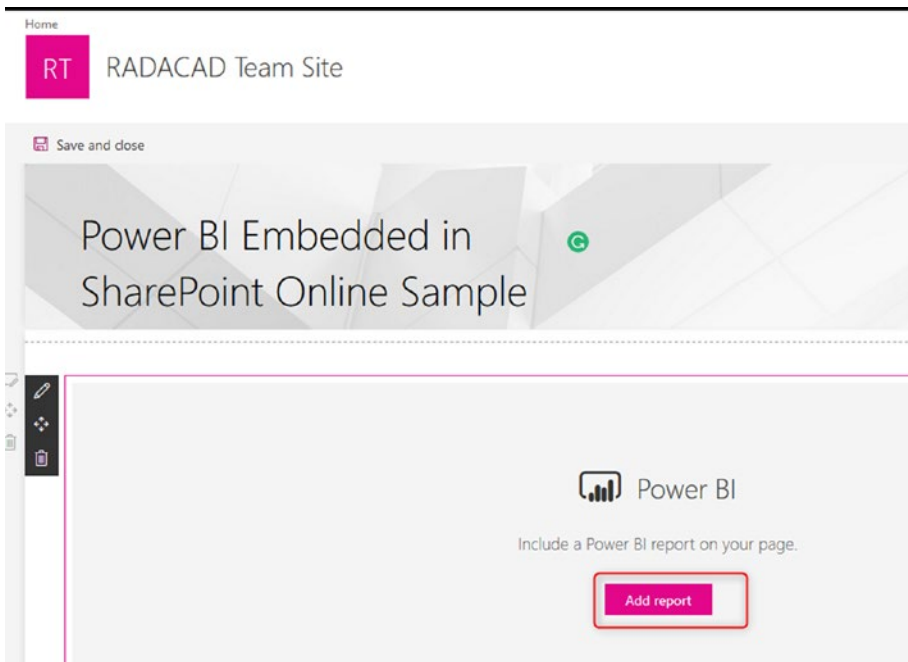 Home
RT
RADACAD Team Site
Save and close
Power BI Embedded in
SharePoint Online Sample
G
Power BI
Include a Power BI report on your page.
Add report